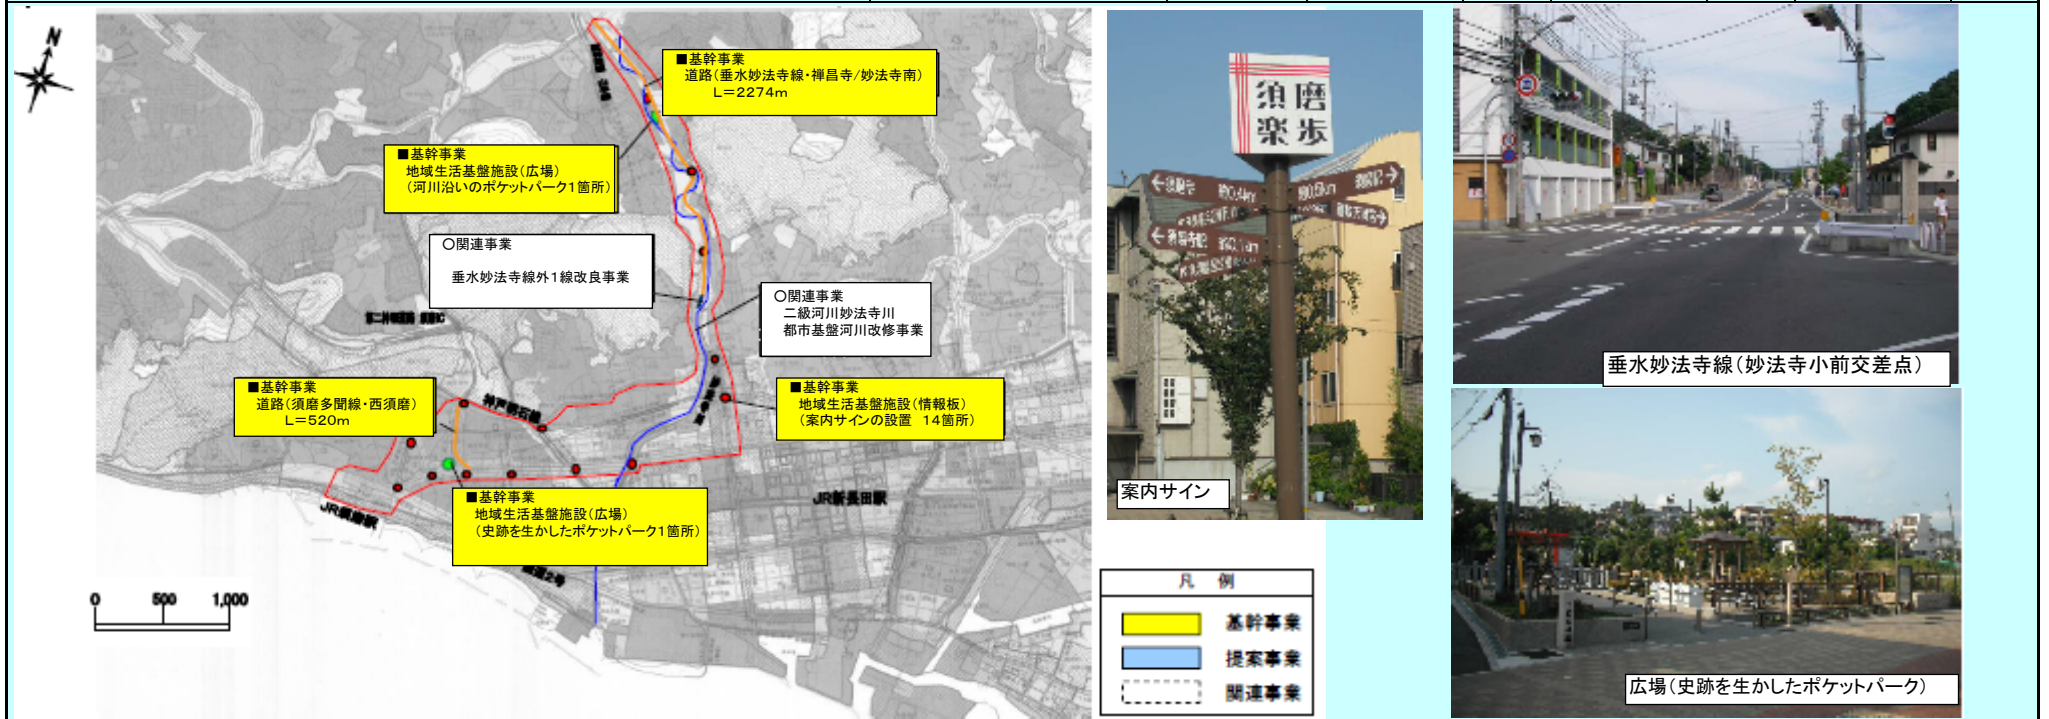 N
■基幹事業
道路(垂水妙法寺線・禅昌寺/妙法寺南)
L=2274m
■基幹事業
地域生活基盤施設(広場)
(河川沿いのポケットパーク1箇所)
○関連事業
垂水妙法寺線外1線改良事業
○関連事業
二級河川妙法寺川
都市基盤河川改修事業
■基幹事業
道路(須磨多聞線・西須磨)
L=520m
■基幹事業
地域生活基盤施設(情報板)
(案内サインの設置 14箇所)
■基幹事業
地域生活基盤施設(広場)
(史跡を生かしたポケットパーク1箇所)
神戸明石線
JR須磨駅
JR新長田駅
国道2号
0 500 1,000
須磨
楽歩
案内サイン
凡 例
基幹事業
提案事業
関連事業
垂水妙法寺線(妙法寺小前交差点)
広場(史跡を生かしたポケットパーク)